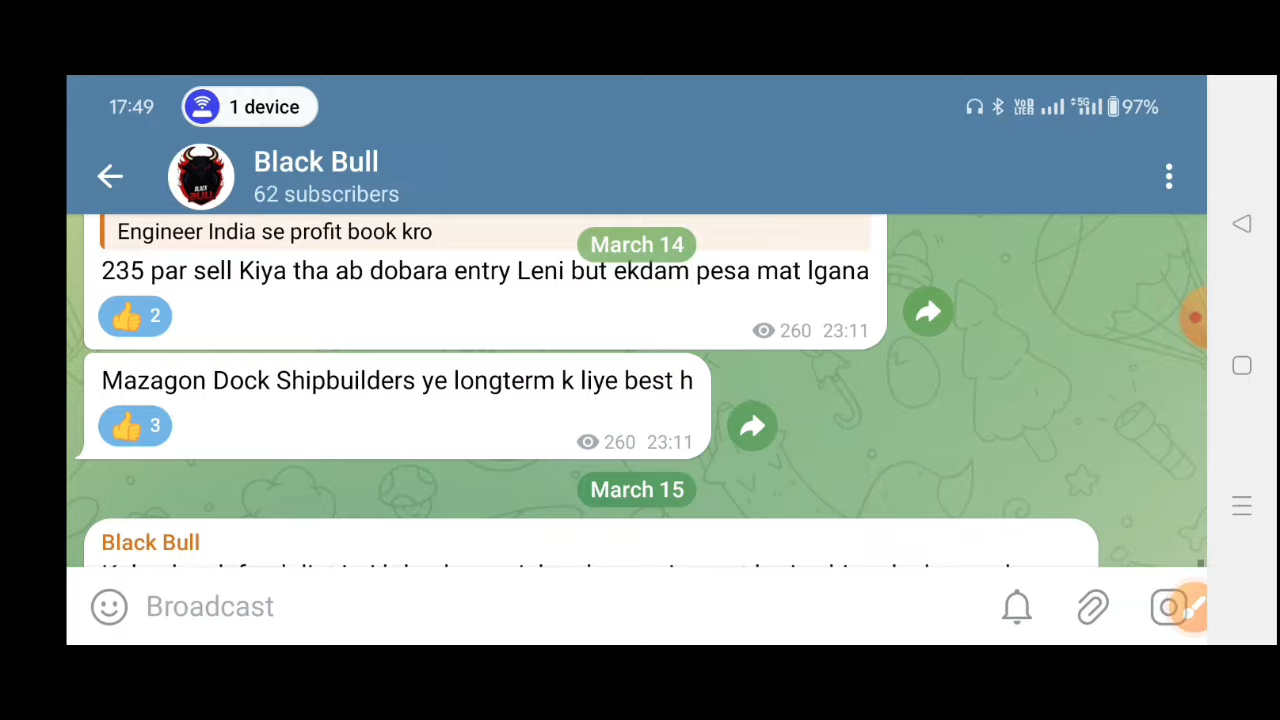 17:49
1 device
97%
Black Bull
62 subscribers
Engineer India se profit book kro
March 14
235 par sell Kiya tha ab dobara entry Leni but ekdam pesa mat lgana
2
260 23:11
Mazagon Dock Shipbuilders ye longterm k liye best h
3
260 23:11
March 15
Black Bull
Broadcast